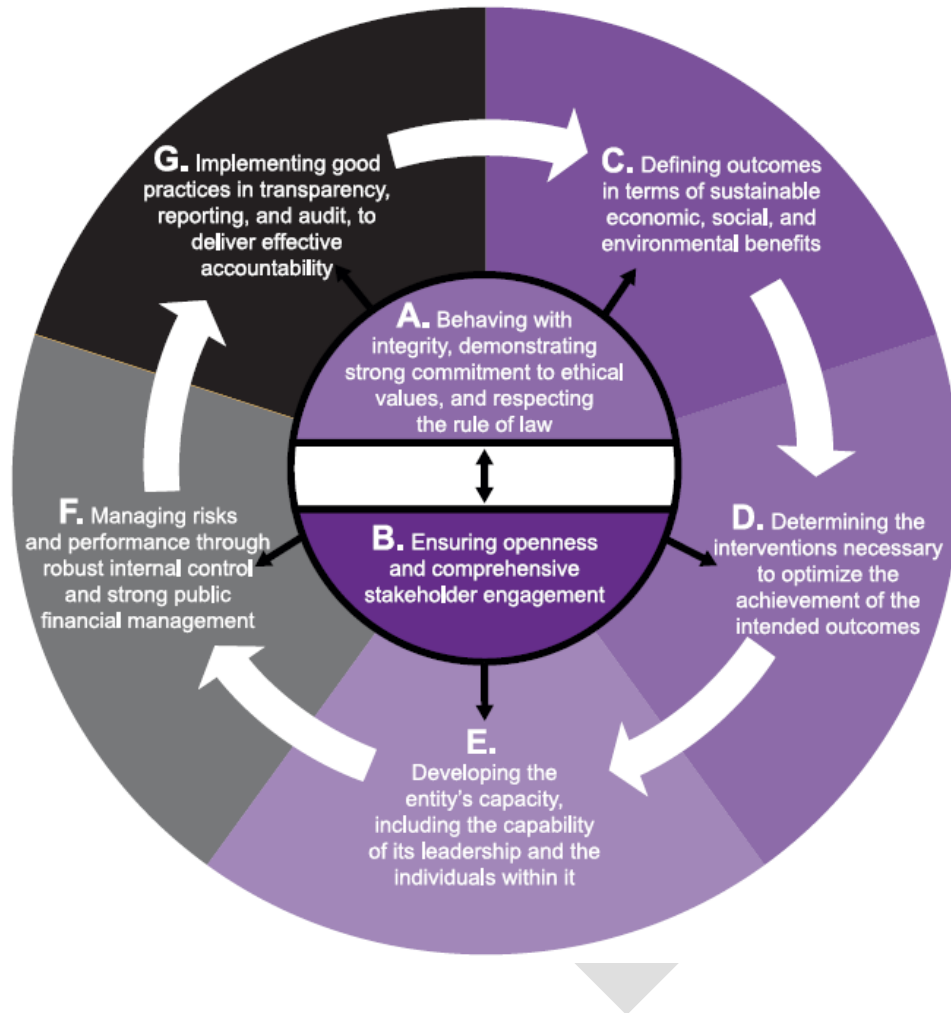 G. Implementing good
practices in transparency,
reporting, and audit, to
deliver effective
accountability
C. Defining outcomes
in terms of sustainable
economic, social, and
environmental benefits
A. Behaving with
integrity, demonstrating
strong commitment to ethical
values, and respecting
the rule of law
B. Ensuring openness
and comprehensive
stakeholder engagement
D. Determining the
interventions necessary
to optimize the
achievement of the
intended outcomes
E.
Developing the
entity's capacity,
including the capability
of its leadership and the
individuals within it
F. Managing risks
and performance through
robust internal control
and strong public
financial management